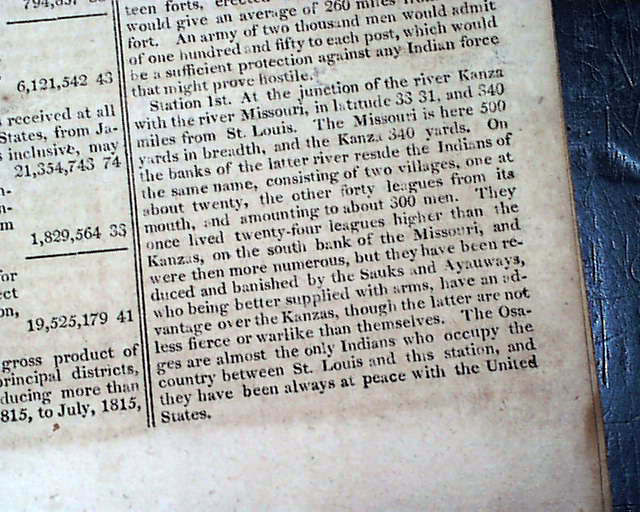 794,837 88
6,121,542 43
received at all
States, from Ja-
inclusive, may
21,354,743 74
1,829,564 33
for
on,
19,525,179 41
gross product of
principal districts,
ducing more than
1815, to July, 1815,
teen forts,
would give an average of 260 miles
fort. An army of two thousand men would admit
of one hundred and fifty to each post, which would
be a sufficient protection against any Indian force
that might prove hostile.
Station 1st. At the junction of the river Kanza
with the river Missouri, in latitude 33 31, and 340
miles from St. Louis. The Missouri is here 500
yards in breadth, and the Kanza 340 yards. On
the banks of the latter river reside the Indians of
the same name, consisting of two villages, one at
about twenty, the other forty leagues from its
mouth, and amounting to about 300 men. They
once lived twenty-four leagues higher than the
Kanzas, on the south bank of the Missouri, and
were then more numerous, but they have been re-
duced and banished by the Sauks and Ayauways,
who being better supplied with arms, have an ad-
vantage over the Kanzas, though the latter are not
less fierce or warlike than themselves. The Osa-
ges are almost the only Indians who occupy the
country between St. Louis and this station, and
they have been always at peace with the United
States.